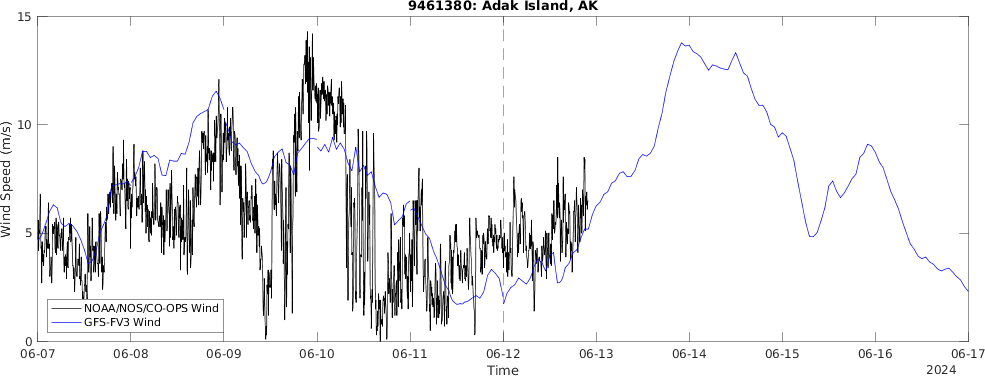 9461380: Adak Island, AK
Wind Speed (m/s)
15
10
5
0
NOAA/NOS/CO-OPS Wind
GFS-FV3 Wind
06-07 06-08 06-09 06-10 06-11 06-12 06-13 06-14 06-15 06-16 06-17
Time
2024